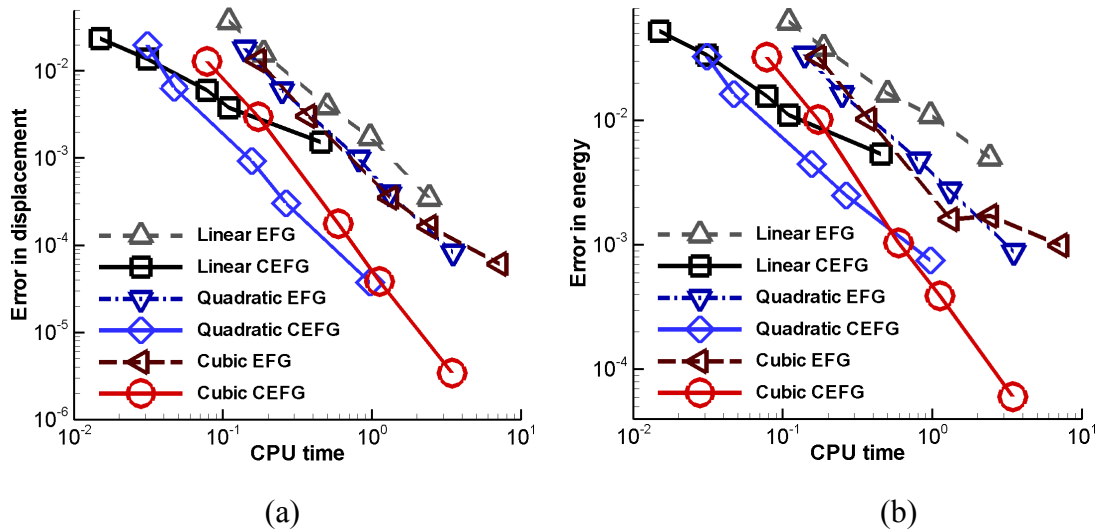 Error in displacement
10^-2
10^-3
10^-4
10^-5
10^-6
Linear EFG
Linear CEFG
Quadratic EFG
Quadratic CEFG
Cubic EFG
Cubic CEFG
10^-2
10^-1
10^0
10^1
CPU time
(a)
Error in energy
10^-2
10^-3
10^-4
Linear EFG
Linear CEFG
Quadratic EFG
Quadratic CEFG
Cubic EFG
Cubic CEFG
10^-2
10^-1
10^0
10^1
CPU time
(b)